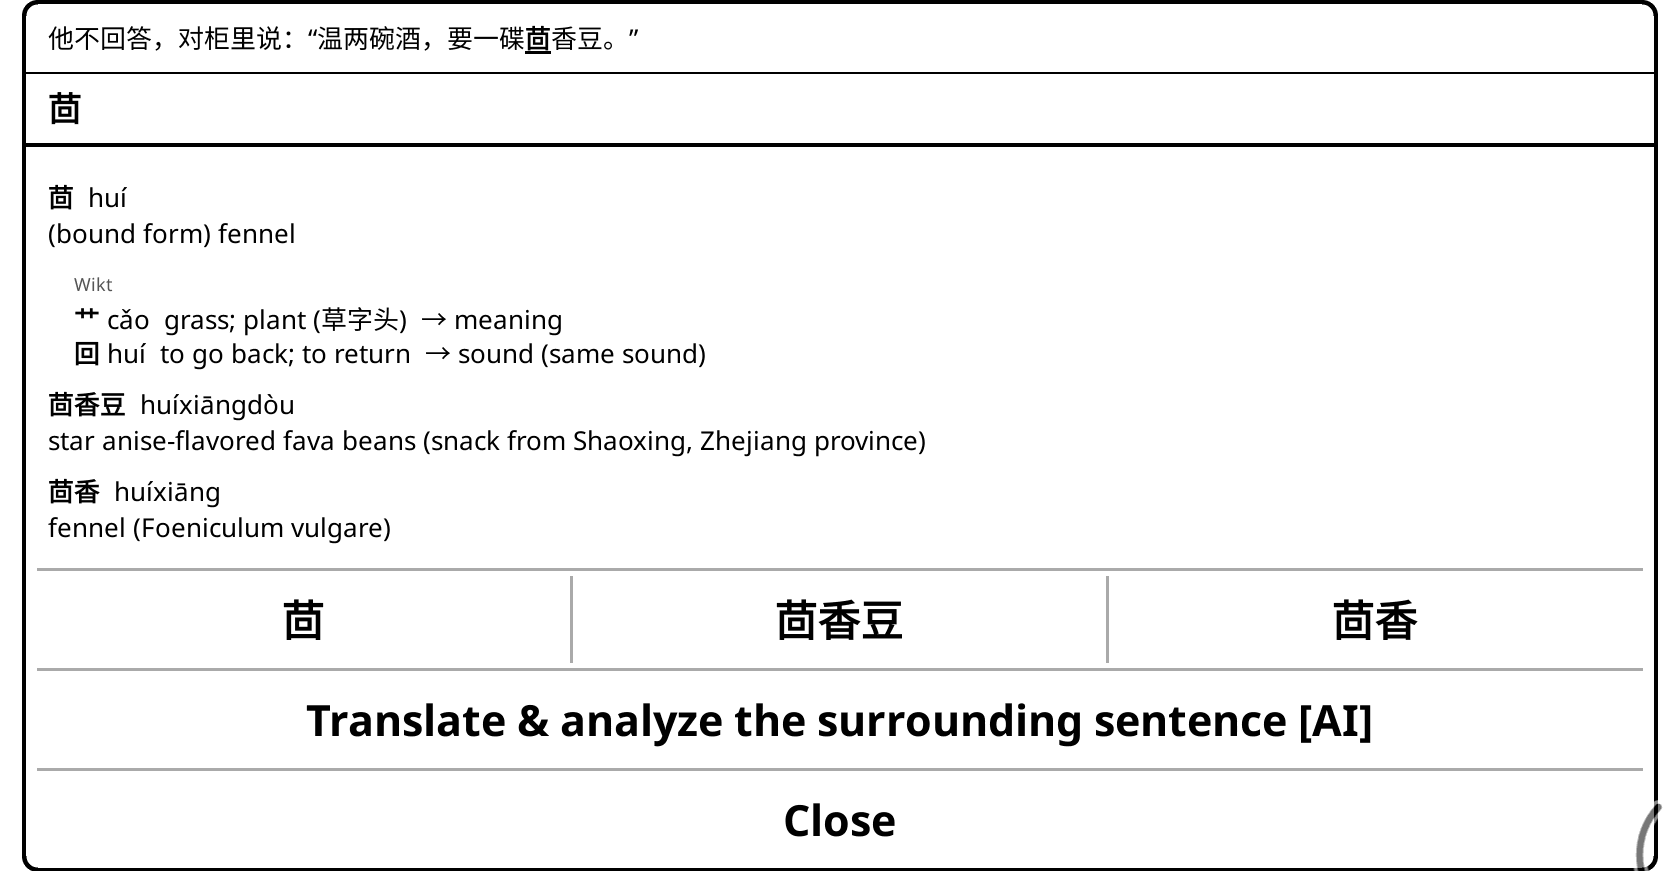 他不回答，对柜里说：“温两碗酒，要一碟茴香豆。”
茴
茴 huí
(bound form) fennel
Wikt
艹 cǎo grass; plant (草字头) → meaning
回 huí to go back; to return → sound (same sound)
茴香豆 huíxiāngdòu
star anise-flavored fava beans (snack from Shaoxing, Zhejiang province)
茴香 huíxiāng
fennel (Foeniculum vulgare)
茴 茴香豆 茴香
Translate & analyze the surrounding sentence [AI]
Close